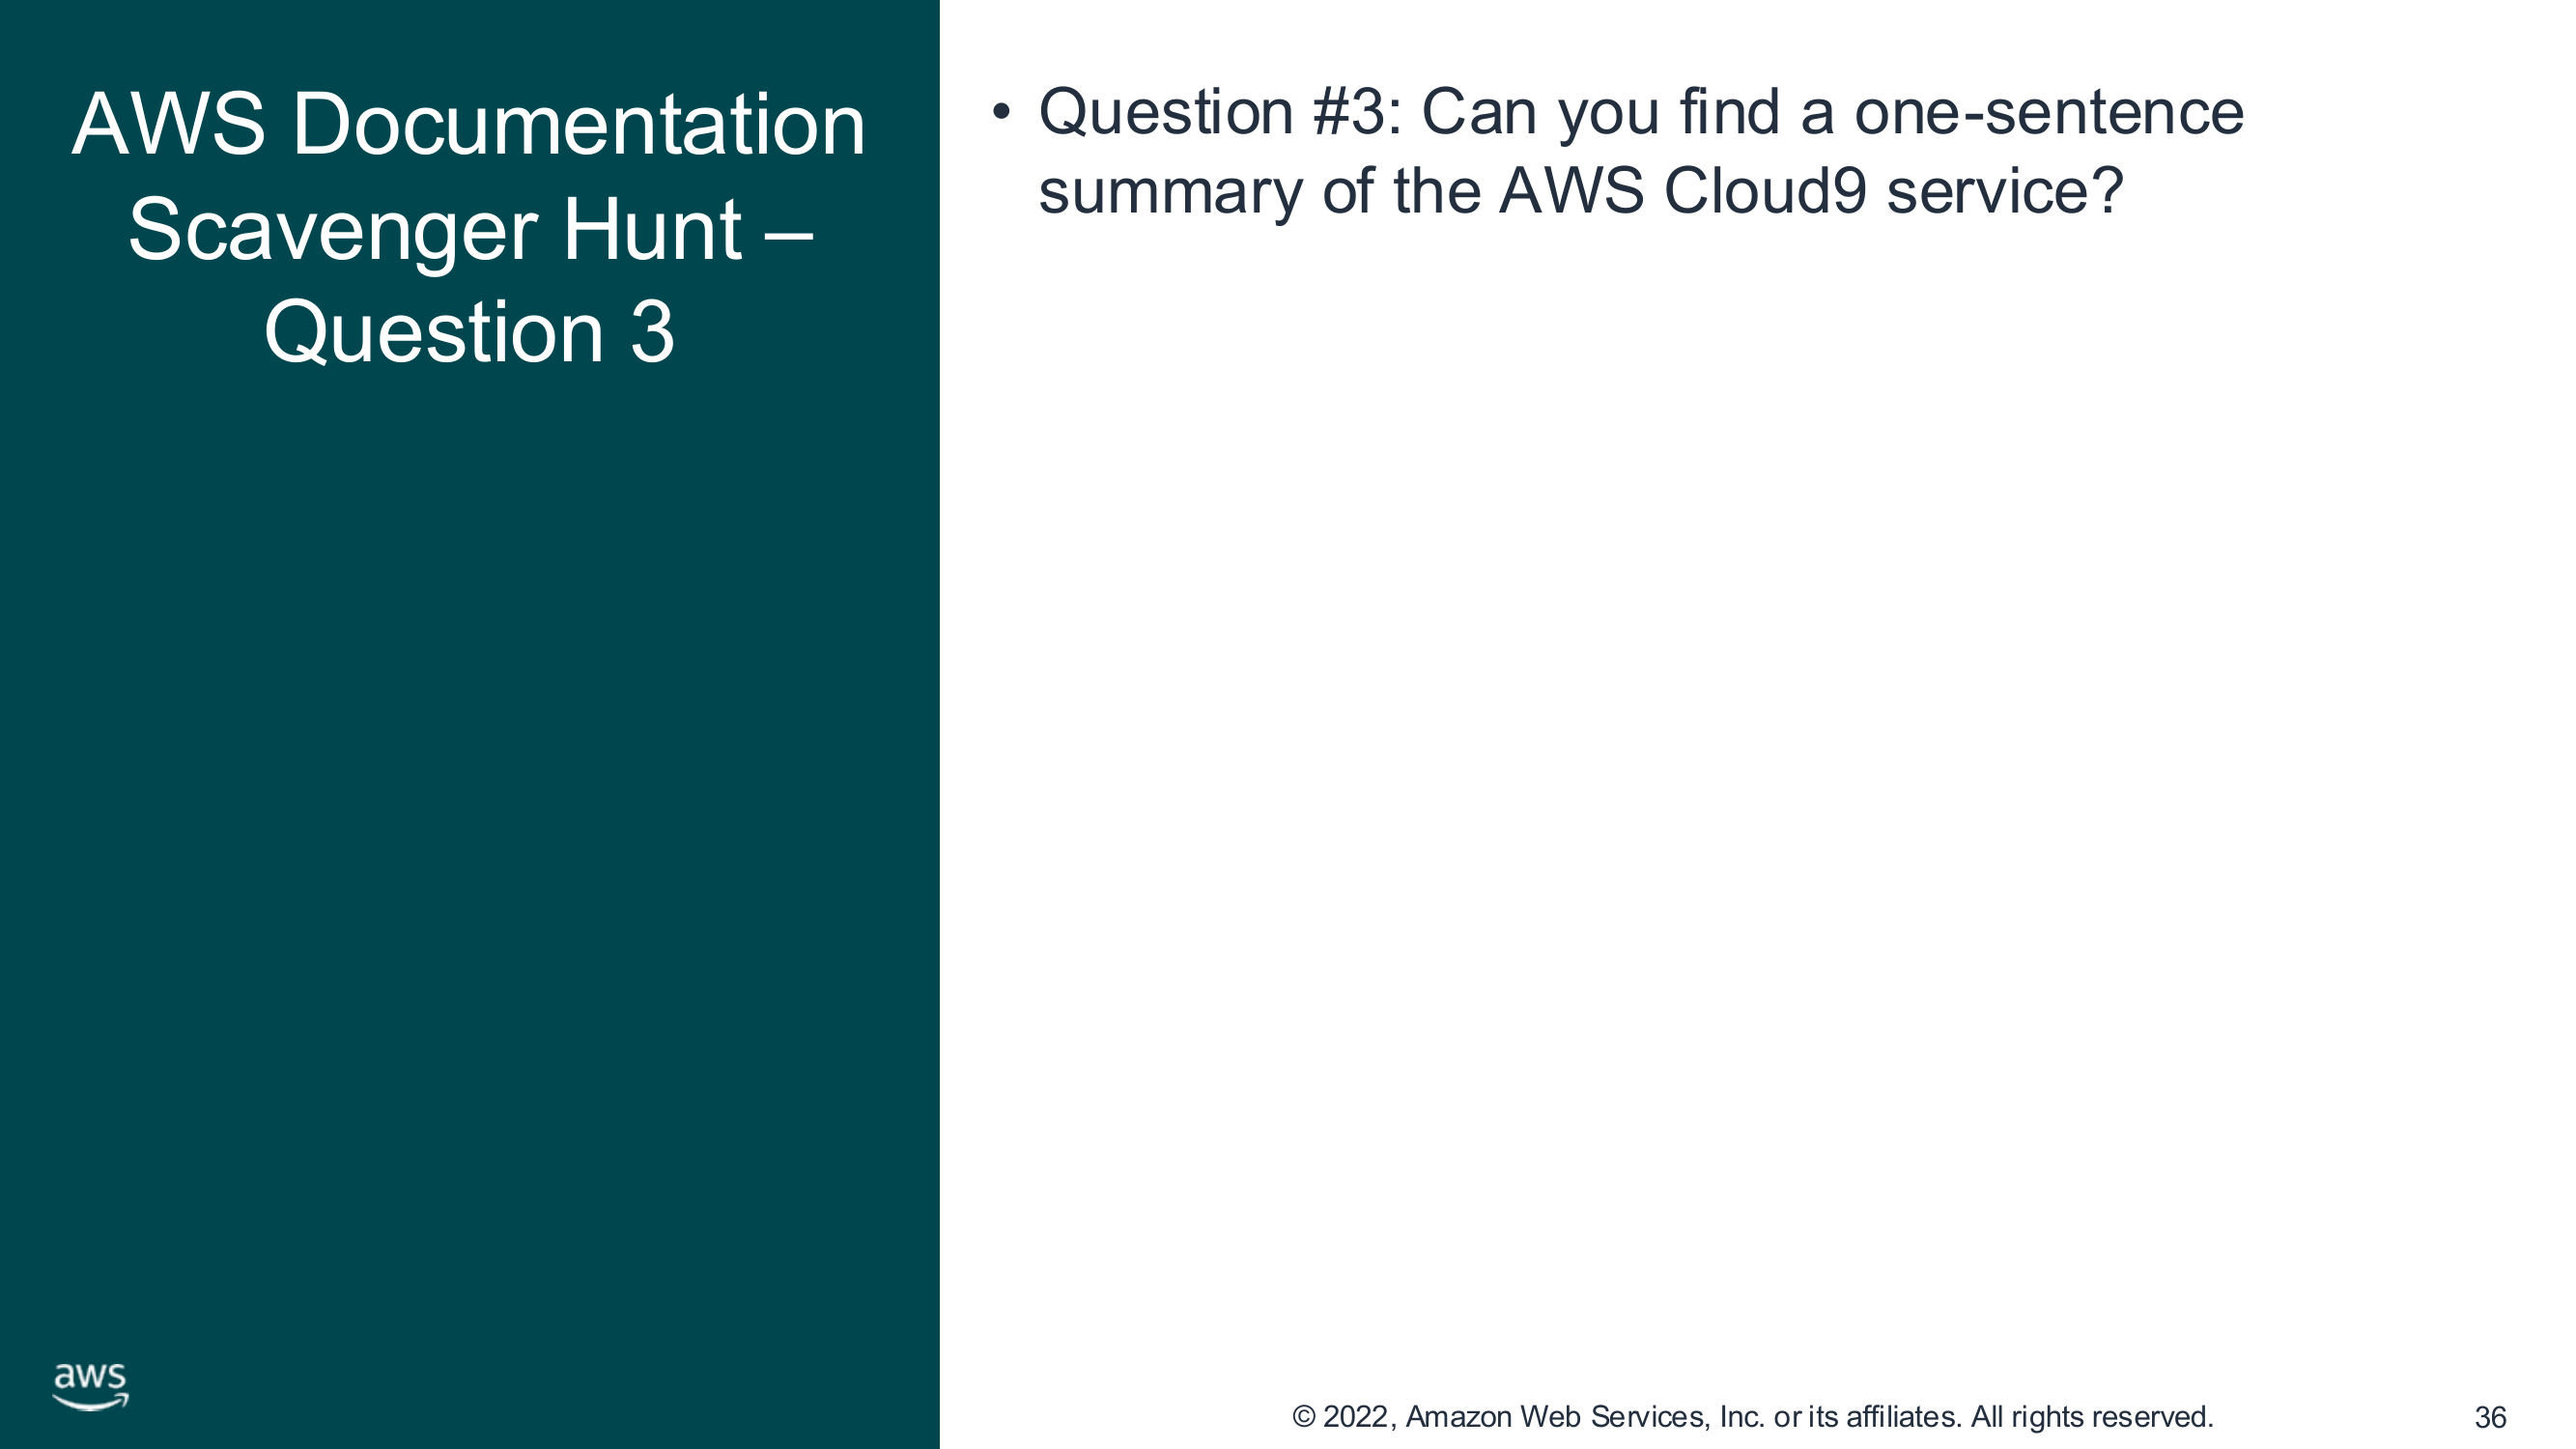 AWS Documentation
Scavenger Hunt –
Question 3
• Question #3: Can you find a one-sentence
summary of the AWS Cloud9 service?
aws
© 2022, Amazon Web Services, Inc. or its affiliates. All rights reserved.
36